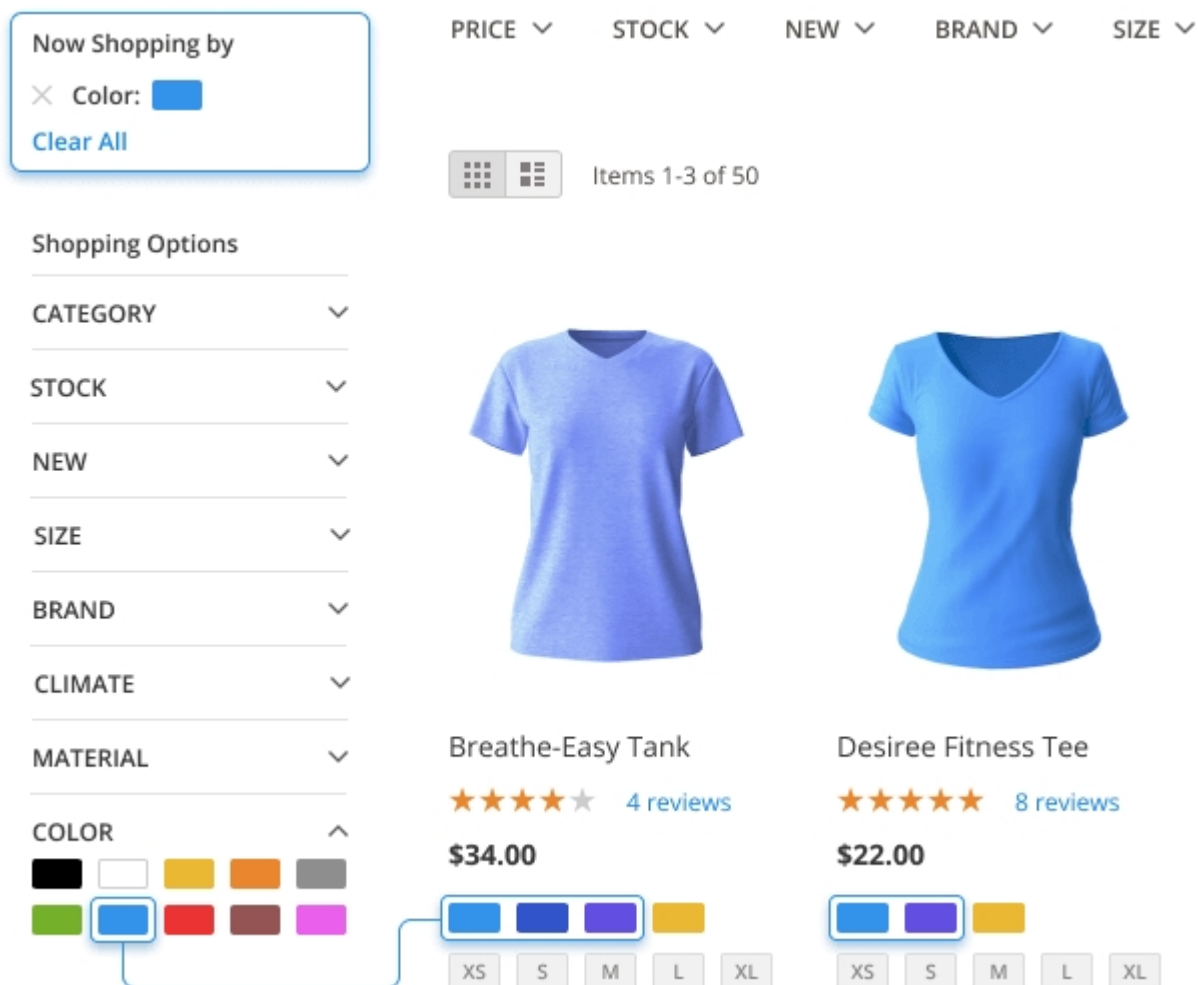 Now Shopping by
Color:
Clear All
PRICE STOCK NEW BRAND SIZE
Items 1-3 of 50
Shopping Options
CATEGORY
STOCK
NEW
SIZE
BRAND
CLIMATE
MATERIAL
COLOR
Breathe-Easy Tank
4 reviews
$34.00
XS S M L XL
Desiree Fitness Tee
8 reviews
$22.00
XS S M L XL